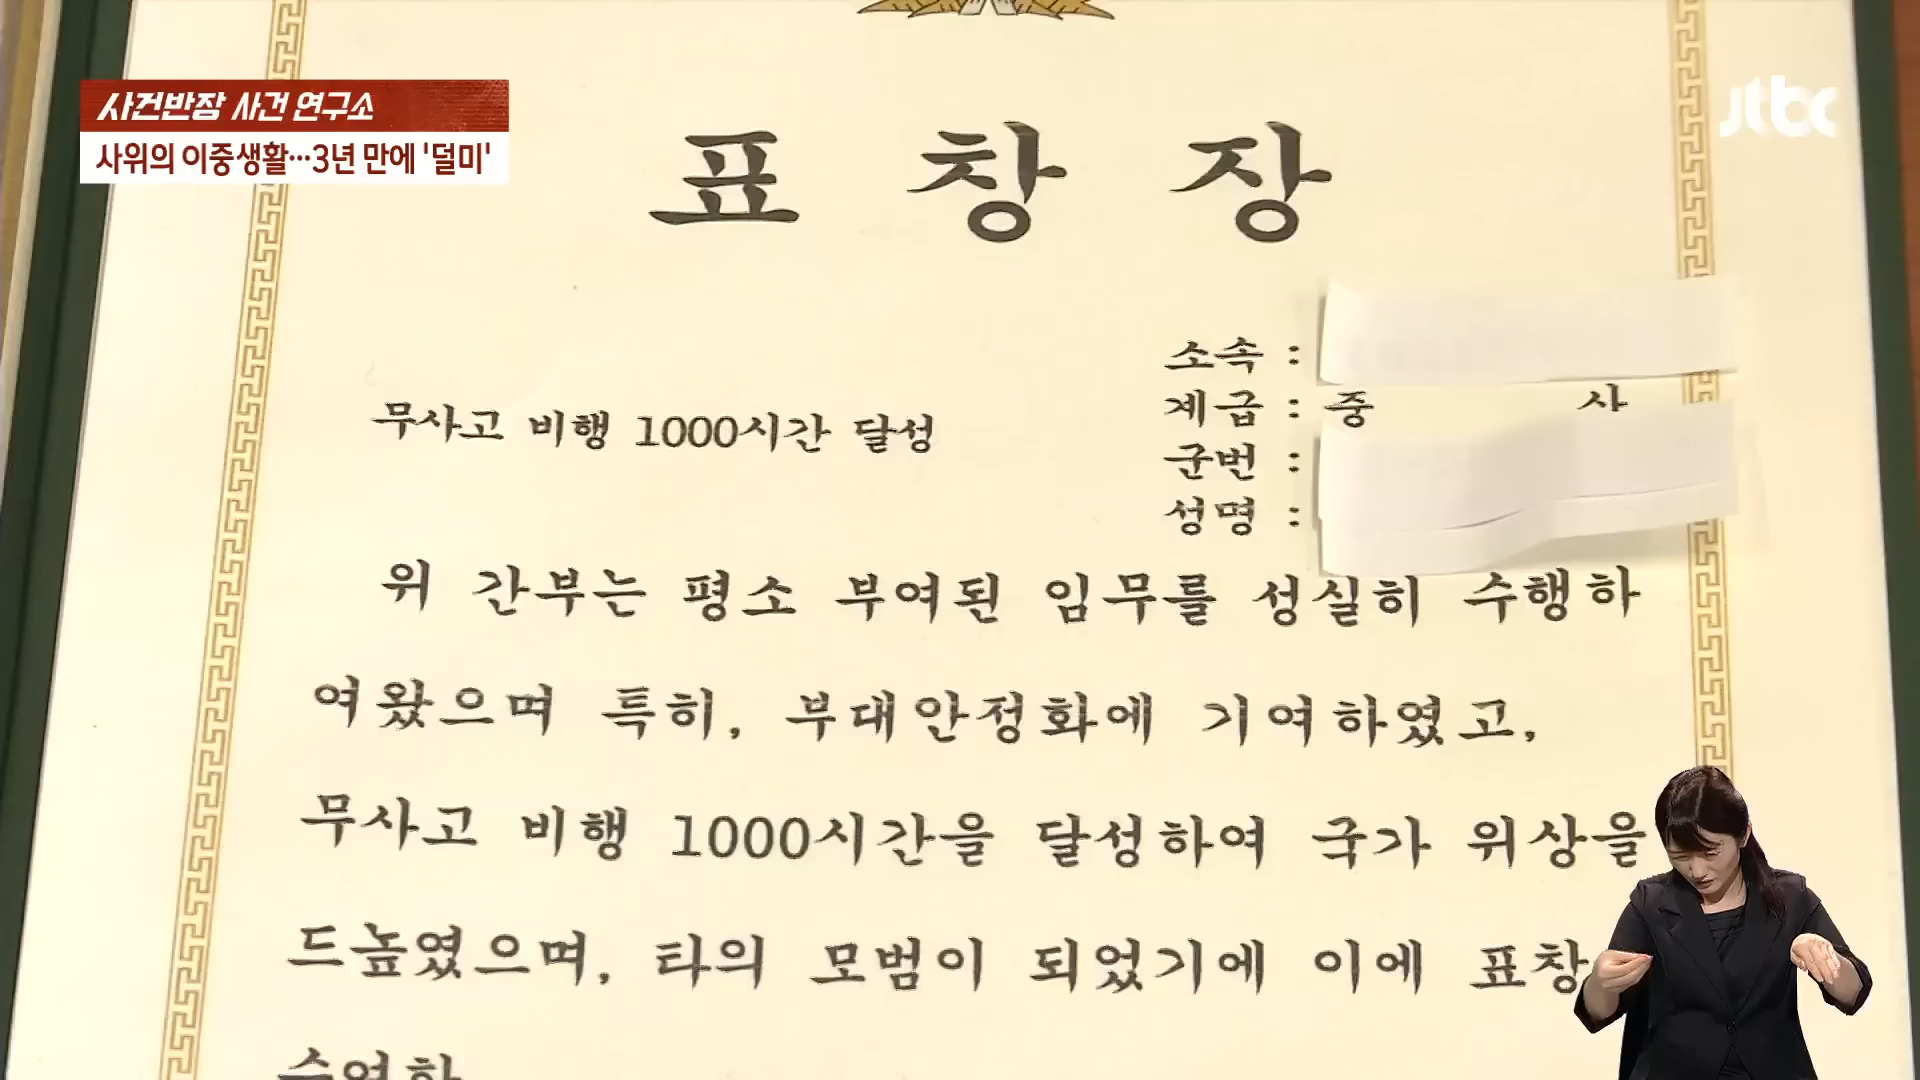 사건반장 사건 연구소
사위의 이중생활…3년 만에 '덜미'
jtbc
표 창 장
소속 :
계급 : 중 사
군번 :
성명 :
무사고 비행 1000시간 달성
위 간부는 평소 부여된 임무를 성실히 수행하
여왔으며 특히, 부대안정화에 기여하였고,
무사고 비행 1000시간을 달성하여 국가 위상을
드높였으며, 타의 모범이 되었기에 이에 표창